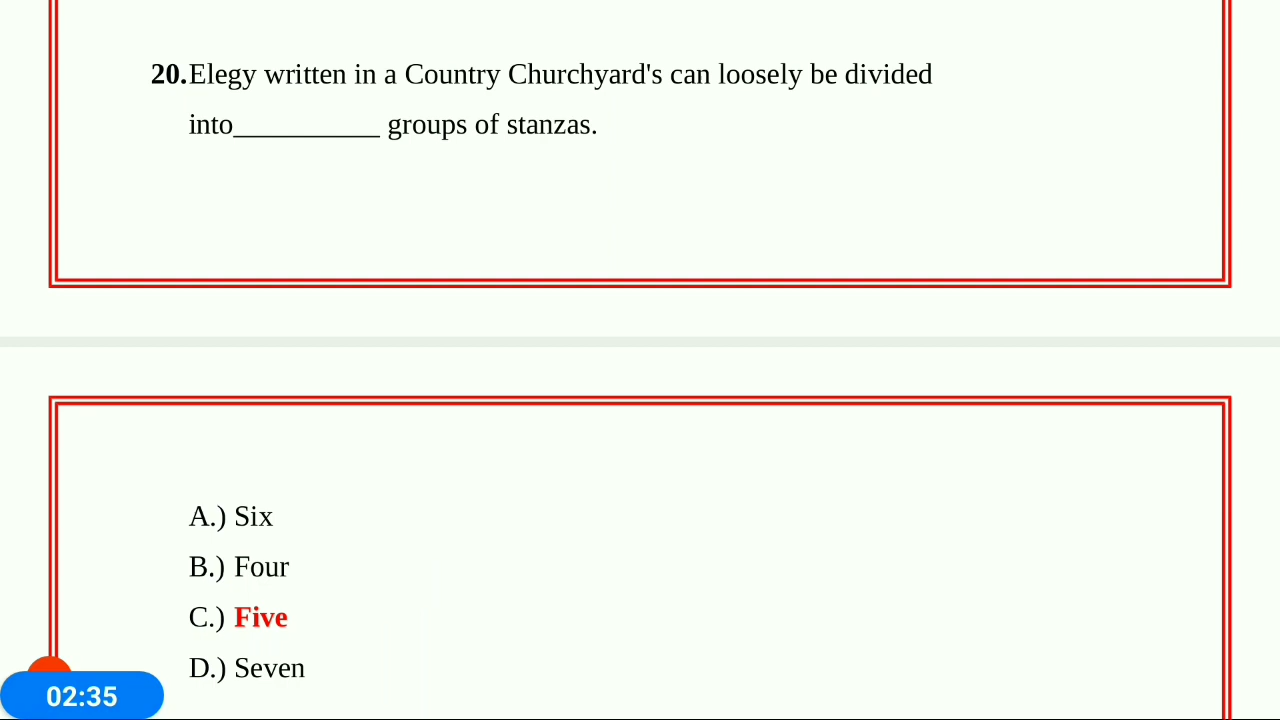 20.Elegy written in a Country Churchyard's can loosely be divided
into__________ groups of stanzas.
A.) Six
B.) Four
C.) Five
D.) Seven
02:35